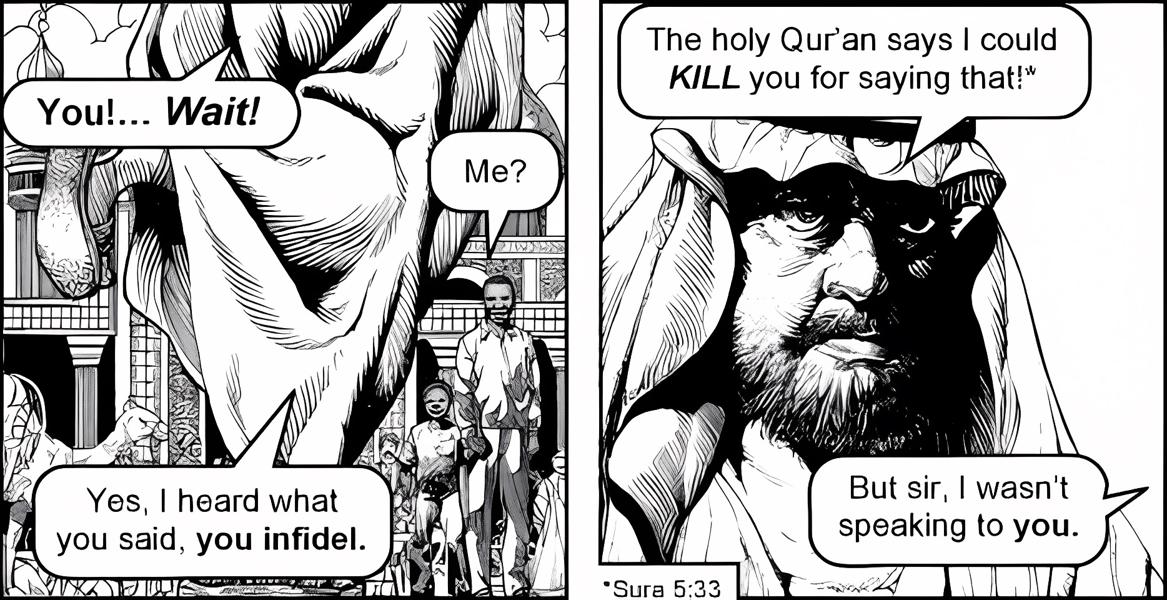 You!... Wait!
Me?
Yes, I heard what
you said, you infidel.
The holy Qur'an says I could
KILL you for saying that!*
But sir, I wasn't
speaking to you.
*Sura 5:33